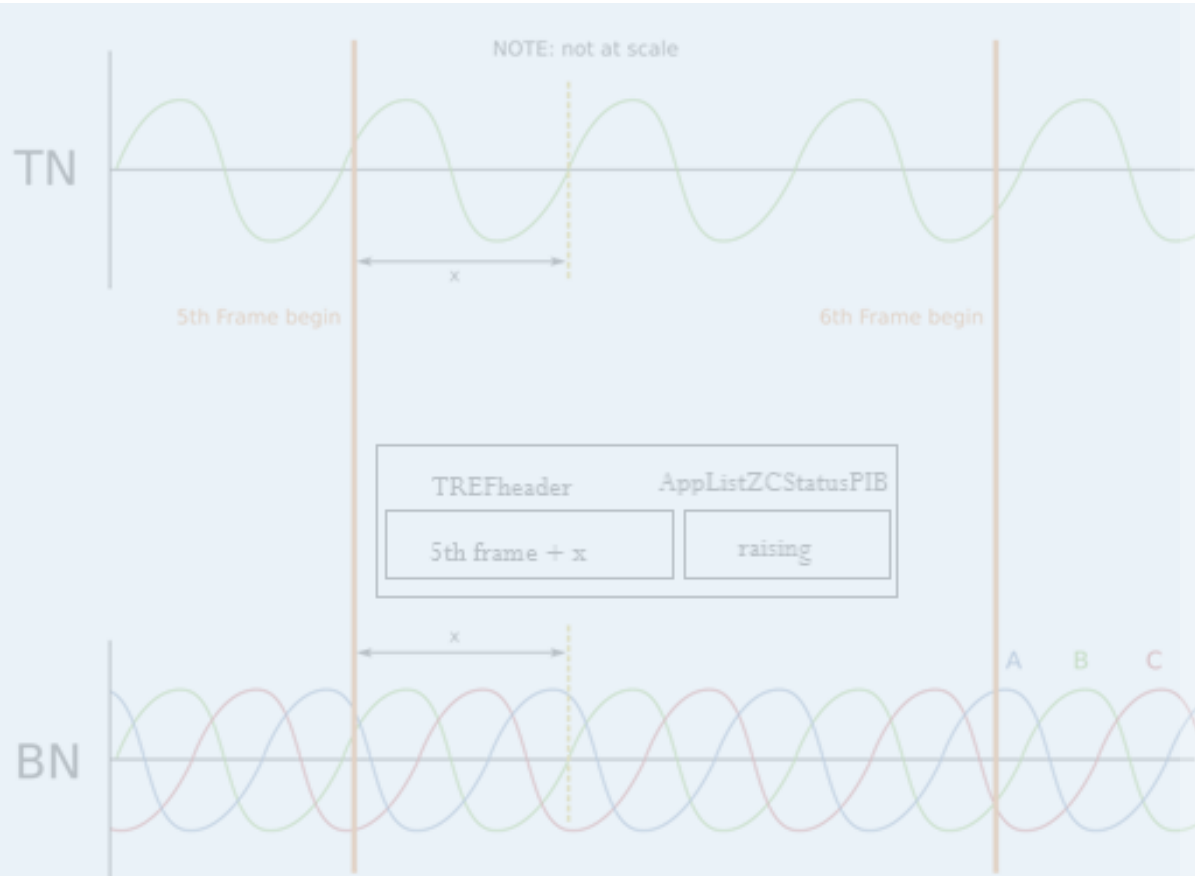 NOTE: not at scale
TN
x
5th Frame begin
6th Frame begin
TREFheader
AppListZCStatusPIB
5th frame + x
raising
x
A
B
C
BN